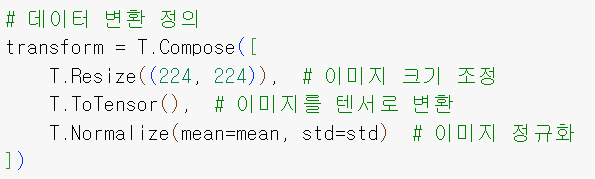 # 데이터 변환 정의
transform = T.Compose([
    T.Resize((224, 224)),  # 이미지 크기 조정
    T.ToTensor(),  # 이미지를 텐서로 변환
    T.Normalize(mean=mean, std=std)  # 이미지 정규화
])